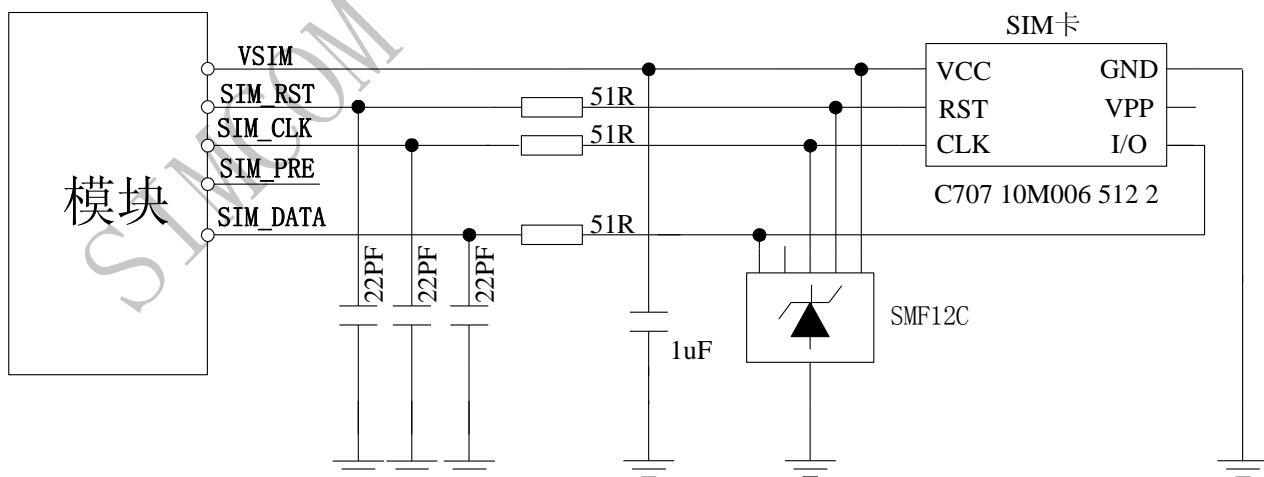 SIM卡
VSIM
VCC
GND
SIM_RST
51R
RST
VPP
SIM_CLK
51R
CLK
I/O
SIM_PRE
模块
C707 10M006 512 2
SIM_DATA
51R
22PF
22PF
22PF
SMF12C
1uF
SIMCOM